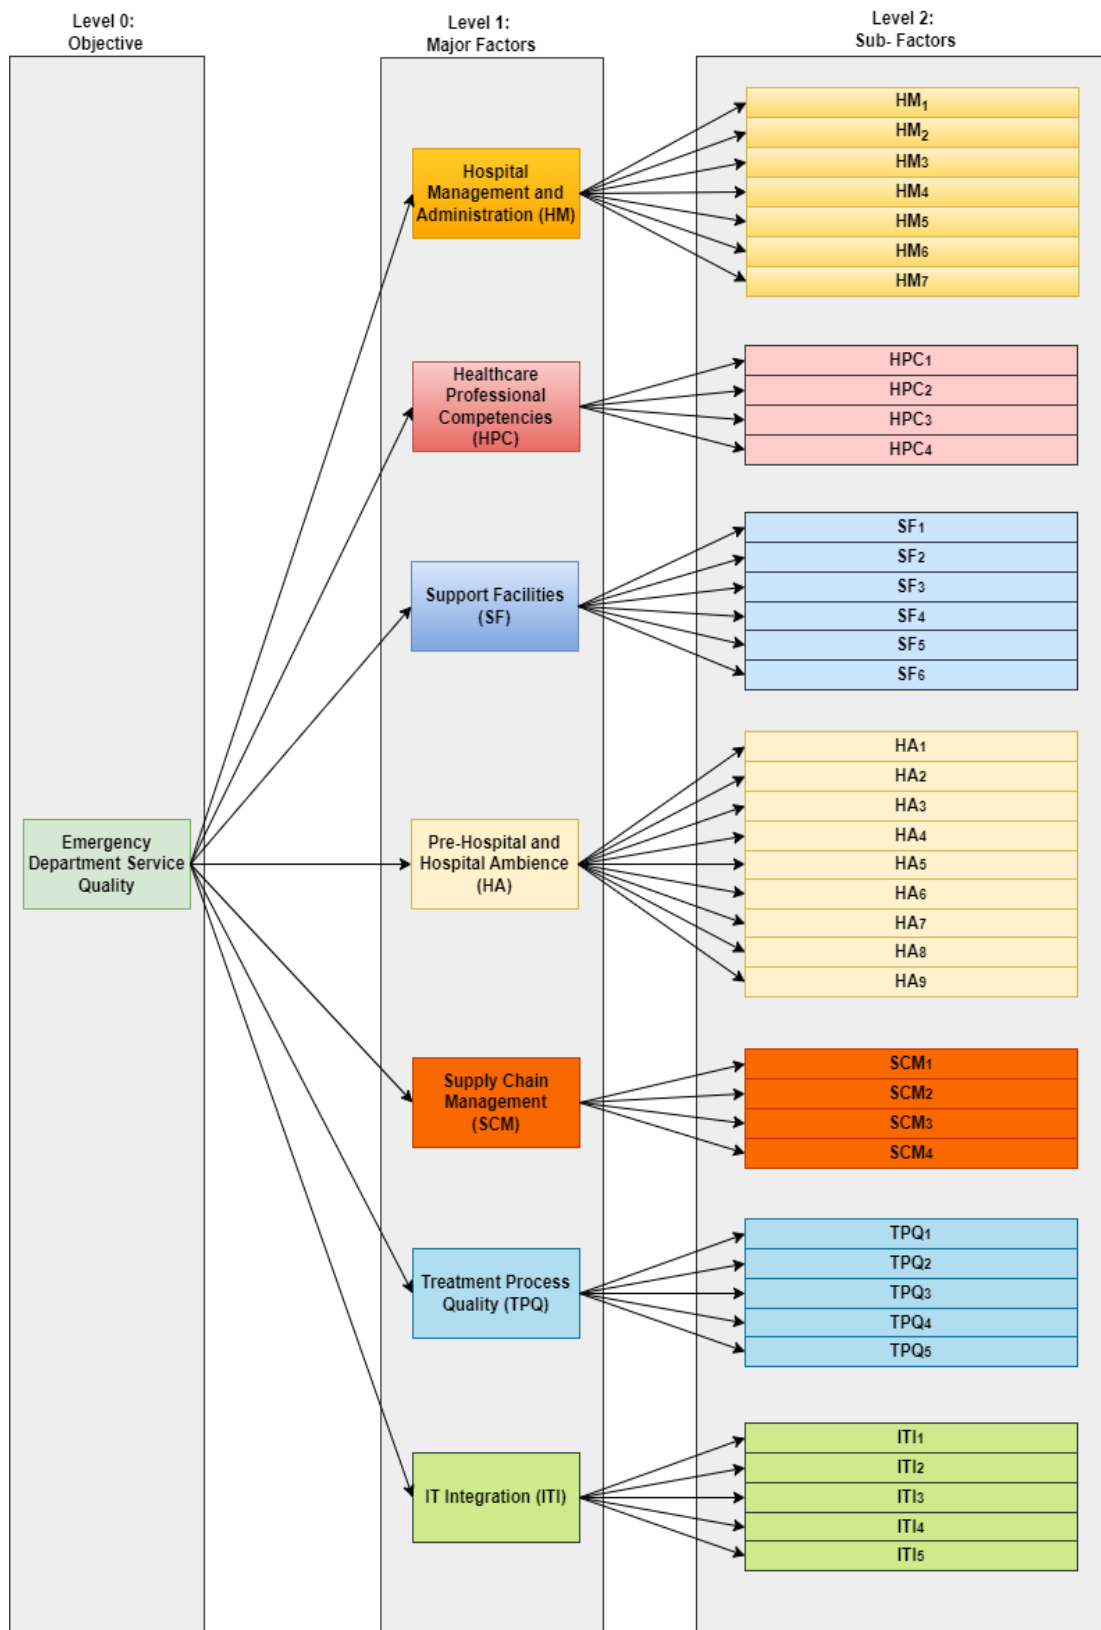 Level 0:
Objective
Level 1:
Major Factors
Level 2:
Sub- Factors
Emergency
Department Service
Quality
Hospital
Management and
Administration (HM)
Healthcare
Professional
Competencies
(HPC)
Support Facilities
(SF)
Pre-Hospital and
Hospital Ambience
(HA)
Supply Chain
Management
(SCM)
Treatment Process
Quality (TPQ)
IT Integration (ITI)
HM1
HM2
HM3
HM4
HM5
HM6
HM7
HPC1
HPC2
HPC3
HPC4
SF1
SF2
SF3
SF4
SF5
SF6
HA1
HA2
HA3
HA4
HA5
HA6
HA7
HA8
HA9
SCM1
SCM2
SCM3
SCM4
TPQ1
TPQ2
TPQ3
TPQ4
TPQ5
ITI1
ITI2
ITI3
ITI4
ITI5